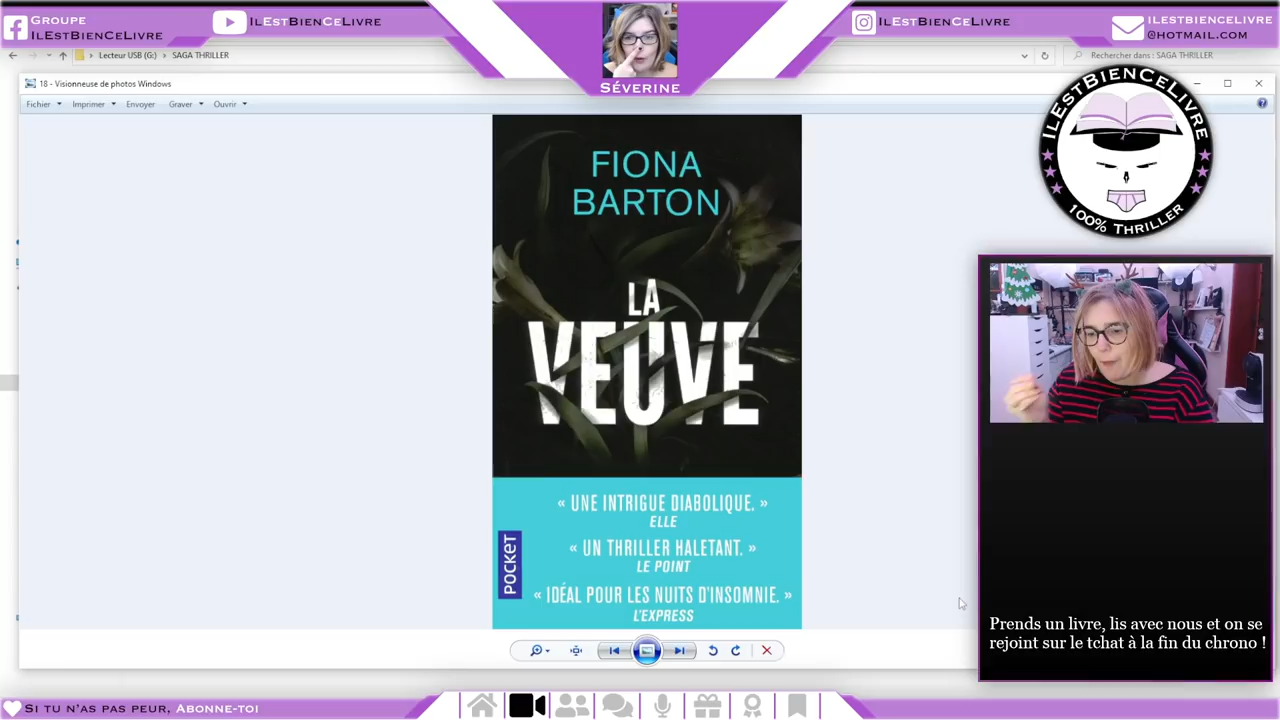 Groupe
IlEstBienCeLivre
IlEstBienCeLivre
Séverine
IlEstBienCeLivre
ilestbiencelivre
@hotmail.com
Lecteur USB (G:) > SAGA THRILLER
Rechercher dans : SAGA THRILLER
18 - Visionneuse de photos Windows
Fichier Imprimer Envoyer Graver Ouvrir
FIONA
BARTON
LA
VEUVE
« UNE INTRIGUE DIABOLIQUE. »
ELLE
« UN THRILLER HALETANT. »
LE POINT
« IDÉAL POUR LES NUITS D'INSOMNIE. »
L'EXPRESS
POCKET
IlEstBienCeLivre
100% Thriller
Prends un livre, lis avec nous et on se
rejoint sur le tchat à la fin du chrono !
Si tu n'as pas peur, Abonne-toi